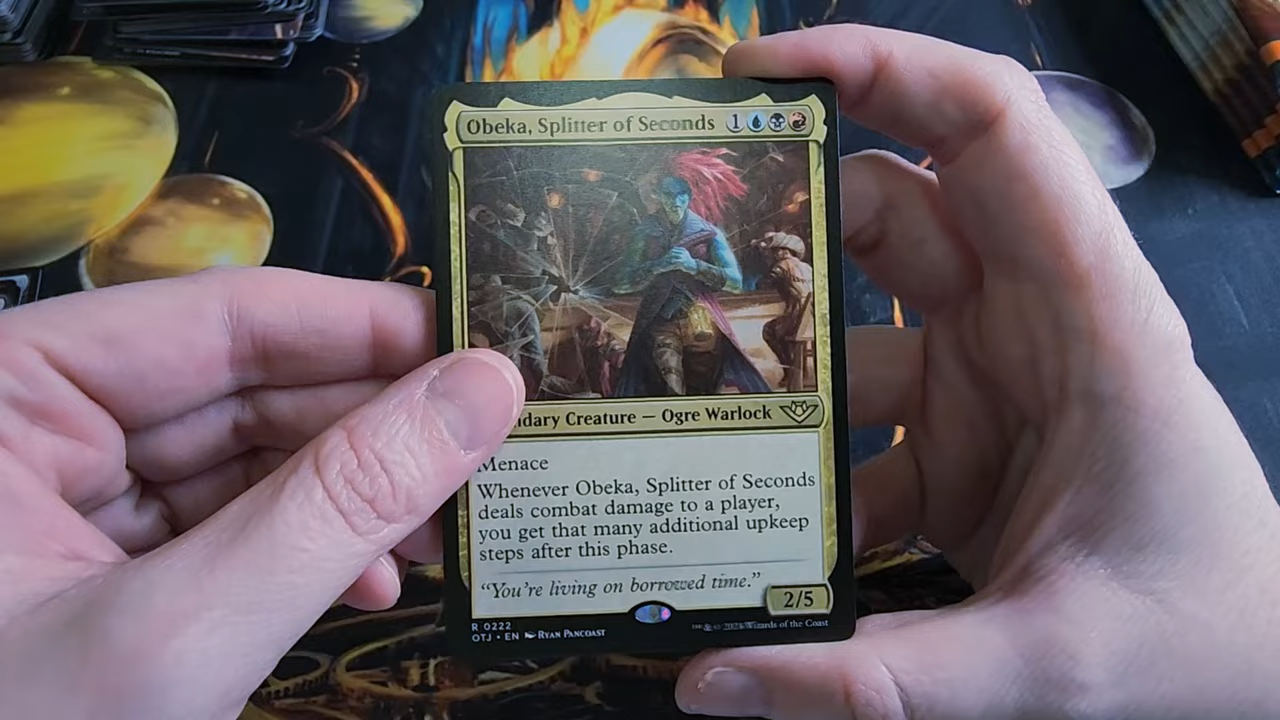 Obeka, Splitter of Seconds 1
ndary Creature — Ogre Warlock
Menace
Whenever Obeka, Splitter of Seconds
deals combat damage to a player,
you get that many additional upkeep
steps after this phase.
“You’re living on borrowed time.”
2/5
R 0222
OTJ • EN RYAN PANCOAST
Wizards of the Coast